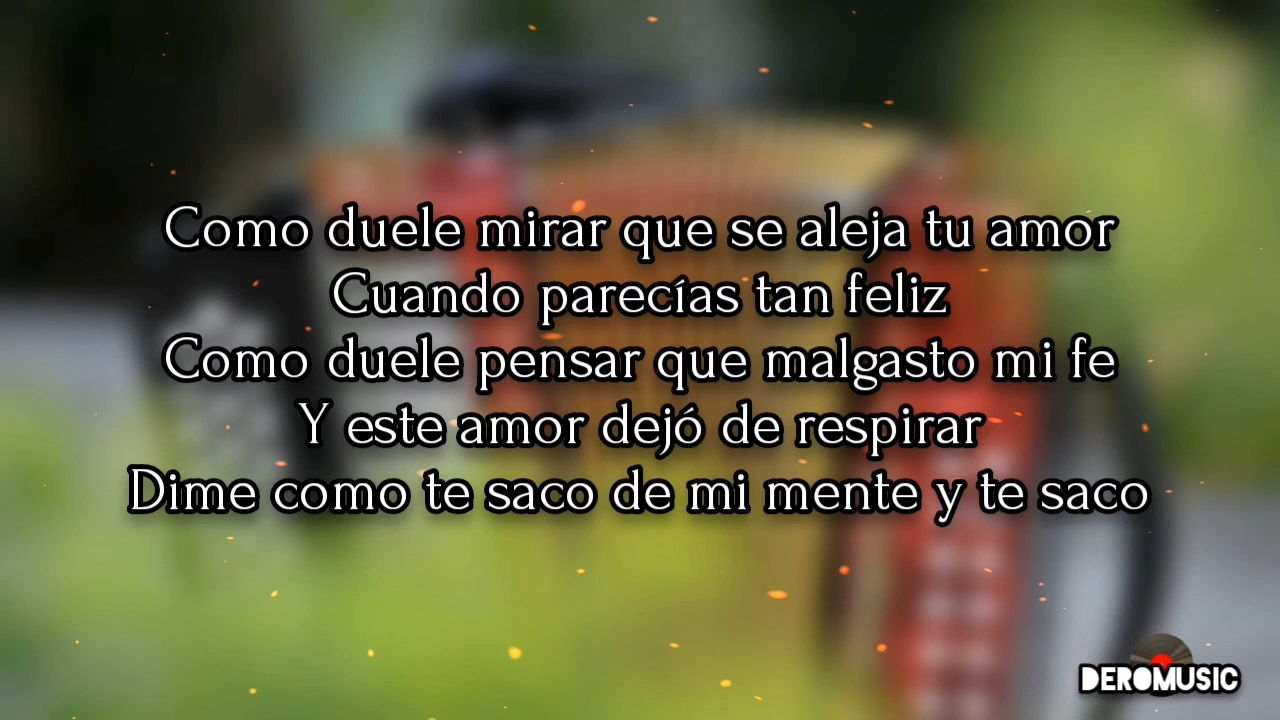 Como duele mirar que se aleja tu amor
Cuando parecías tan feliz
Como duele pensar que malgasto mi fe
Y este amor dejó de respirar
Dime como te saco de mi mente y te saco
DEROMUSIC